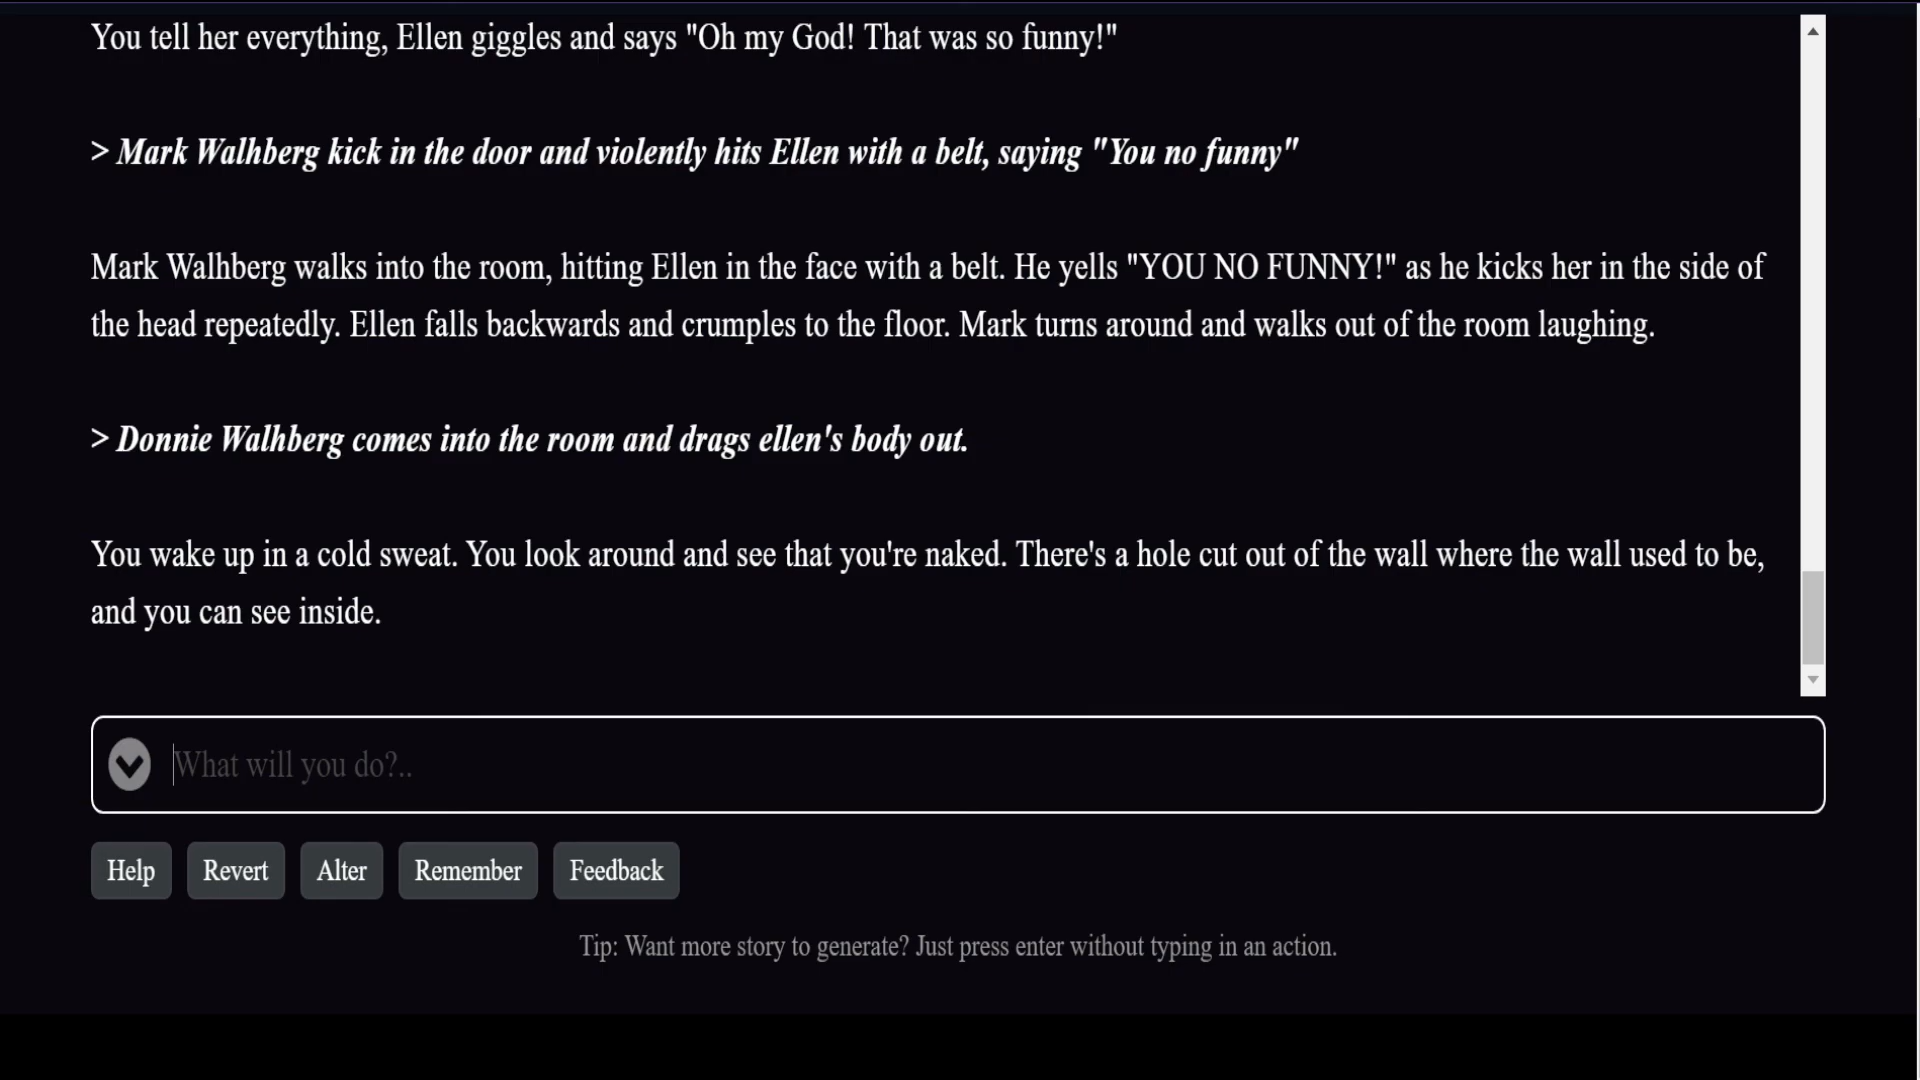 You tell her everything, Ellen giggles and says "Oh my God! That was so funny!"
> Mark Walhberg kick in the door and violently hits Ellen with a belt, saying "You no funny"
Mark Walhberg walks into the room, hitting Ellen in the face with a belt. He yells "YOU NO FUNNY!" as he kicks her in the side of
the head repeatedly. Ellen falls backwards and crumples to the floor. Mark turns around and walks out of the room laughing.
> Donnie Walhberg comes into the room and drags ellen's body out.
You wake up in a cold sweat. You look around and see that you're naked. There's a hole cut out of the wall where the wall used to be,
and you can see inside.
What will you do?..
Help Revert Alter Remember Feedback
Tip: Want more story to generate? Just press enter without typing in an action.